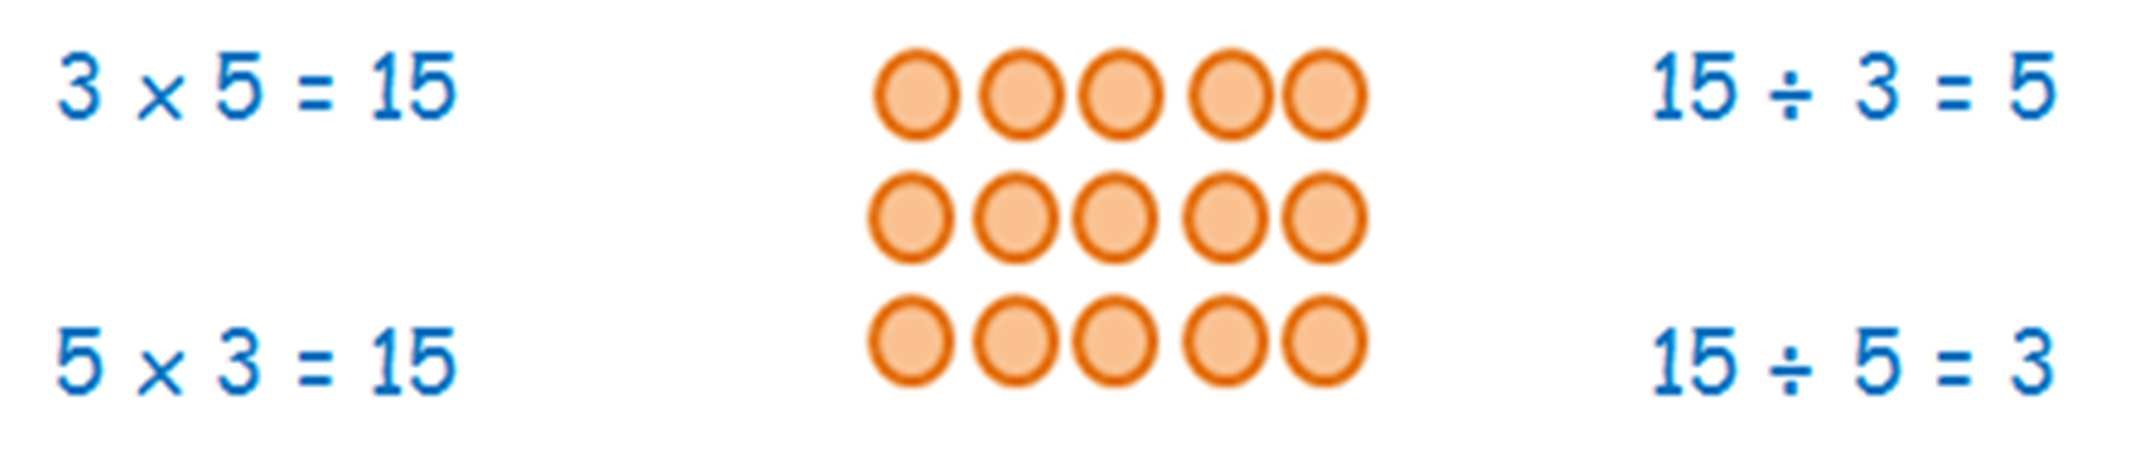 3 × 5 = 15
15 ÷ 3 = 5
5 × 3 = 15
15 ÷ 5 = 3